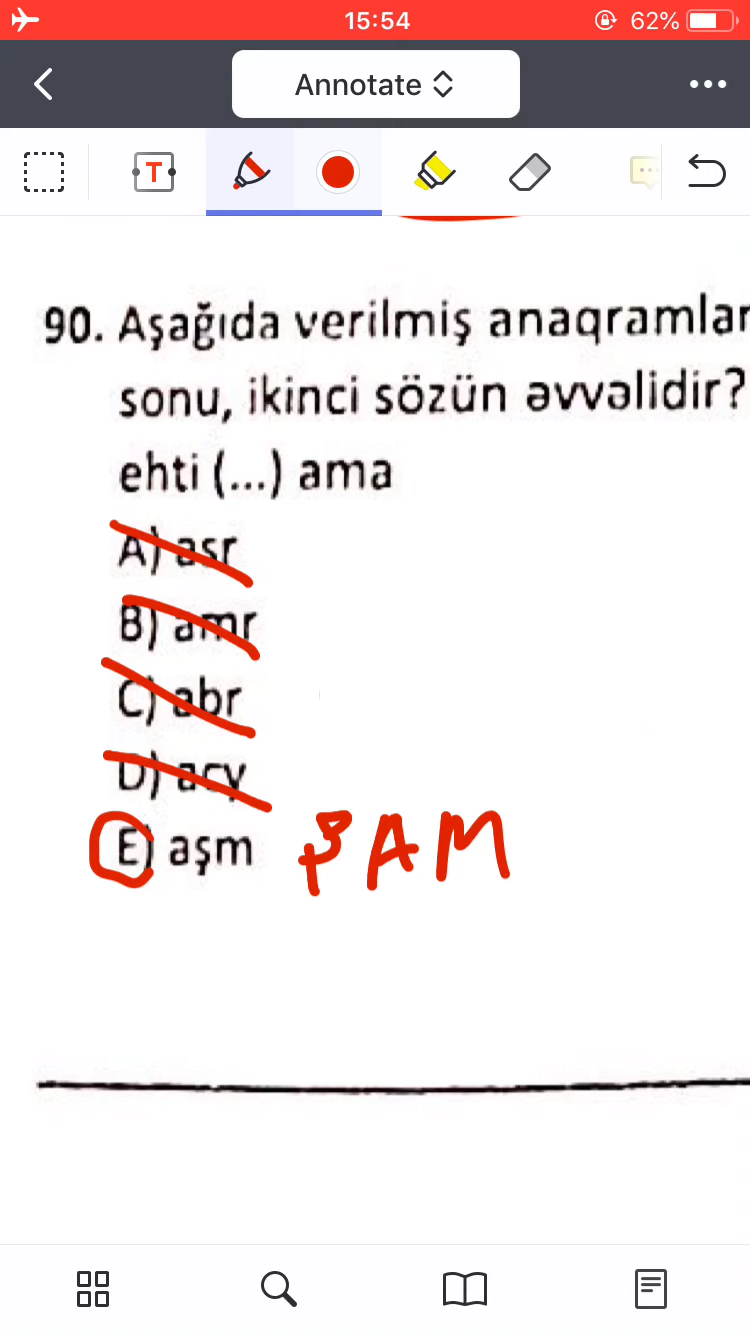 15:54
62%
Annotate
T
90. Aşağıda verilmiş anaqramlar
sonu, ikinci sözün əvvəlidir?
ehti (...) ama
A) asr
B) amr
C) abr
D) acy
E) aşm ŞAM